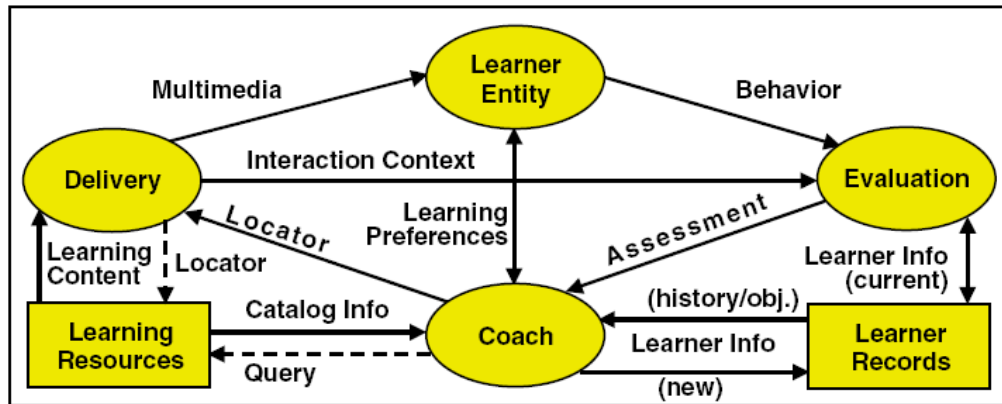 Learner
Entity
Multimedia
Behavior
Interaction Context
Delivery
Evaluation
Learning
Preferences
Locator
Assessment
Learning
Content
Locator
Learner Info
(current)
Catalog Info
(history/obj.)
Learning
Resources
Coach
Learner
Records
Learner Info
Query
(new)